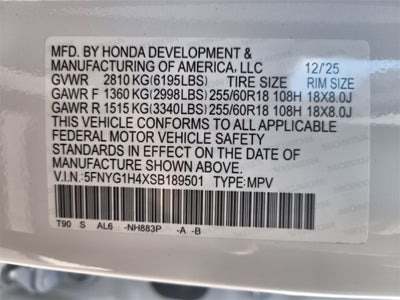 MFD. BY HONDA DEVELOPMENT &
MANUFACTURING OF AMERICA, LLC 12/'25
GVWR 2810 KG(6195LBS) TIRE SIZE RIM SIZE
GAWR F 1360 KG(2998LBS) 255/60R18 108H 18X8.0J
GAWR R 1515 KG(3340LBS) 255/60R18 108H 18X8.0J
THIS VEHICLE CONFORMS TO ALL APPLICABLE
FEDERAL MOTOR VEHICLE SAFETY
STANDARDS IN EFFECT ON THE DATE OF
MANUFACTURE SHOWN ABOVE.
V.I.N.: 5FNYG1H4XSB189501 TYPE: MPV
T90 S AL6 -NH883P -A -B